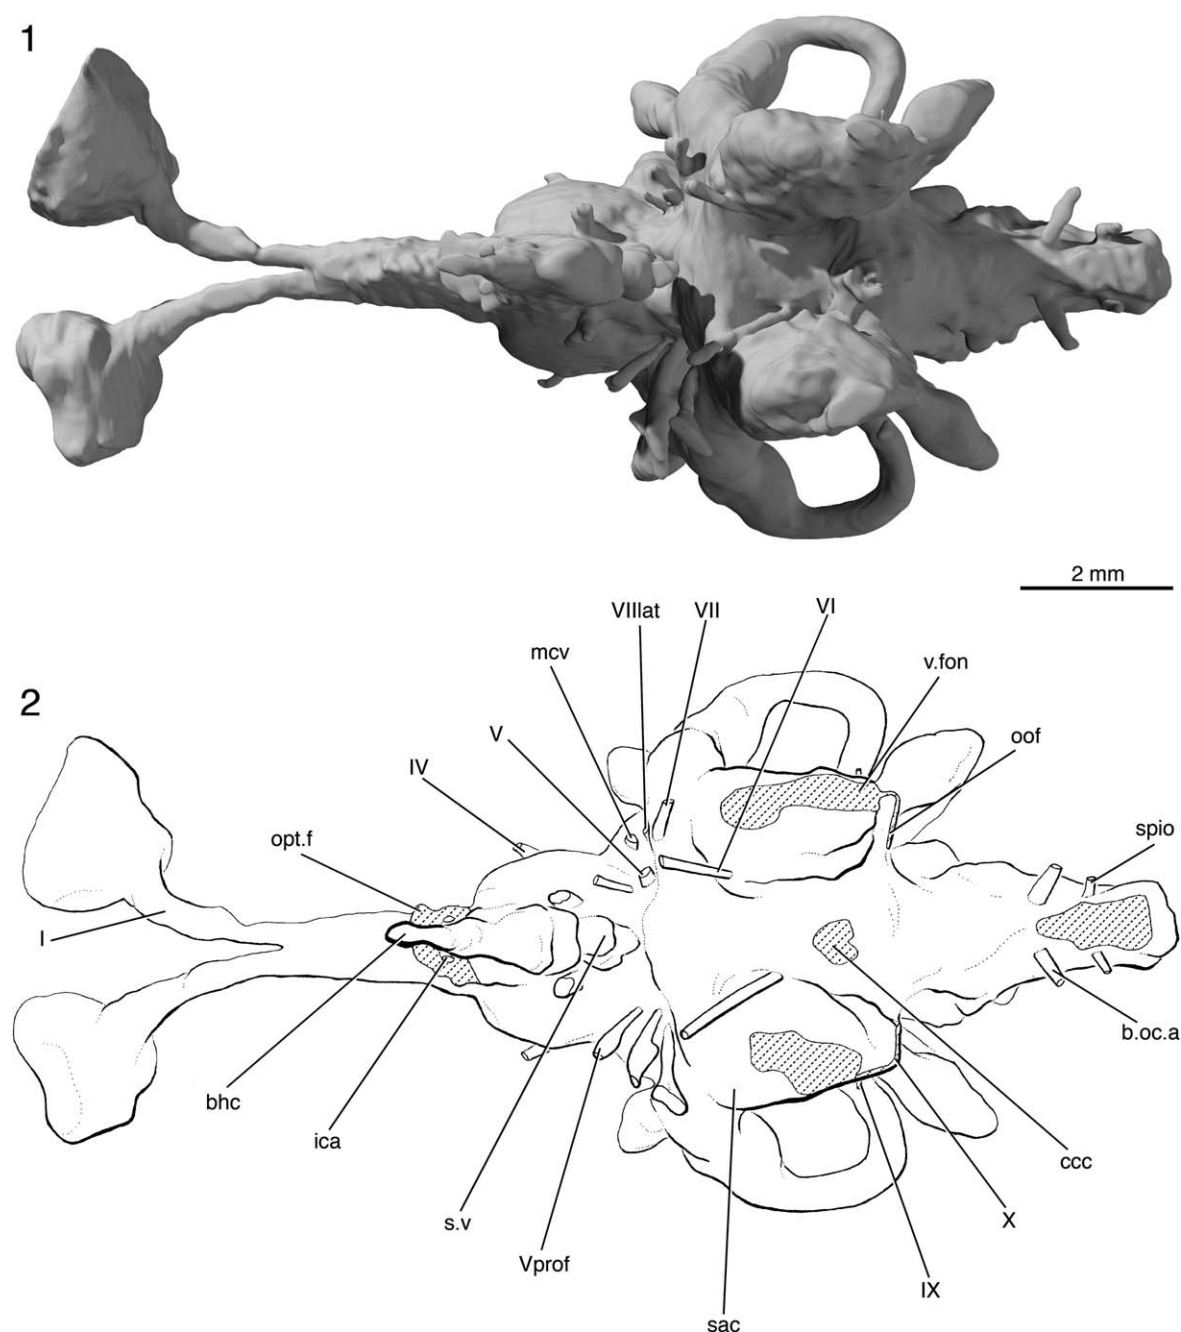 1
2 mm
VIIlat
VII
VI
mcv
v.fon
2
V
oof
IV
opt.f
spio
I
b.oc.a
bhc
ica
ccc
s.v
X
Vprof
IX
sac